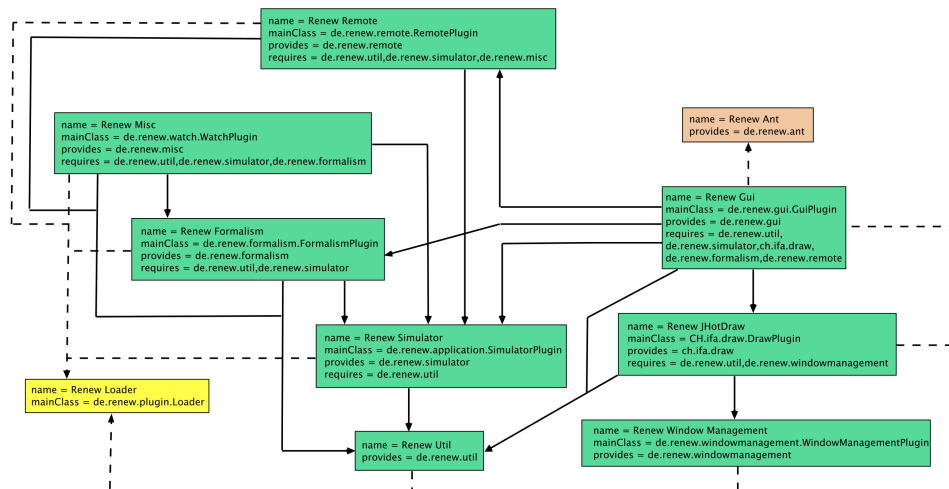 name = Renew Remote
mainClass = de.renew.remote.RemotePlugin
provides = de.renew.remote
requires = de.renew.util,de.renew.simulator,de.renew.misc
name = Renew Misc
mainClass = de.renew.watch.WatchPlugin
provides = de.renew.misc
requires = de.renew.util,de.renew.simulator,de.renew.formalism
name = Renew Ant
provides = de.renew.ant
name = Renew Gui
mainClass = de.renew.gui.GuiPlugin
provides = de.renew.gui
requires = de.renew.util,
de.renew.simulator,ch.ifa.draw,
de.renew.formalism,de.renew.remote
name = Renew Formalism
mainClass = de.renew.formalism.FormalismPlugin
provides = de.renew.formalism
requires = de.renew.util,de.renew.simulator
name = Renew Simulator
mainClass = de.renew.application.SimulatorPlugin
provides = de.renew.simulator
requires = de.renew.util
name = Renew JHotDraw
mainClass = CH.ifa.draw.DrawPlugin
provides = ch.ifa.draw
requires = de.renew.util,de.renew.windowmanagement
name = Renew Loader
mainClass = de.renew.plugin.Loader
name = Renew Util
provides = de.renew.util
name = Renew Window Management
mainClass = de.renew.windowmanagement.WindowManagementPlugin
provides = de.renew.windowmanagement